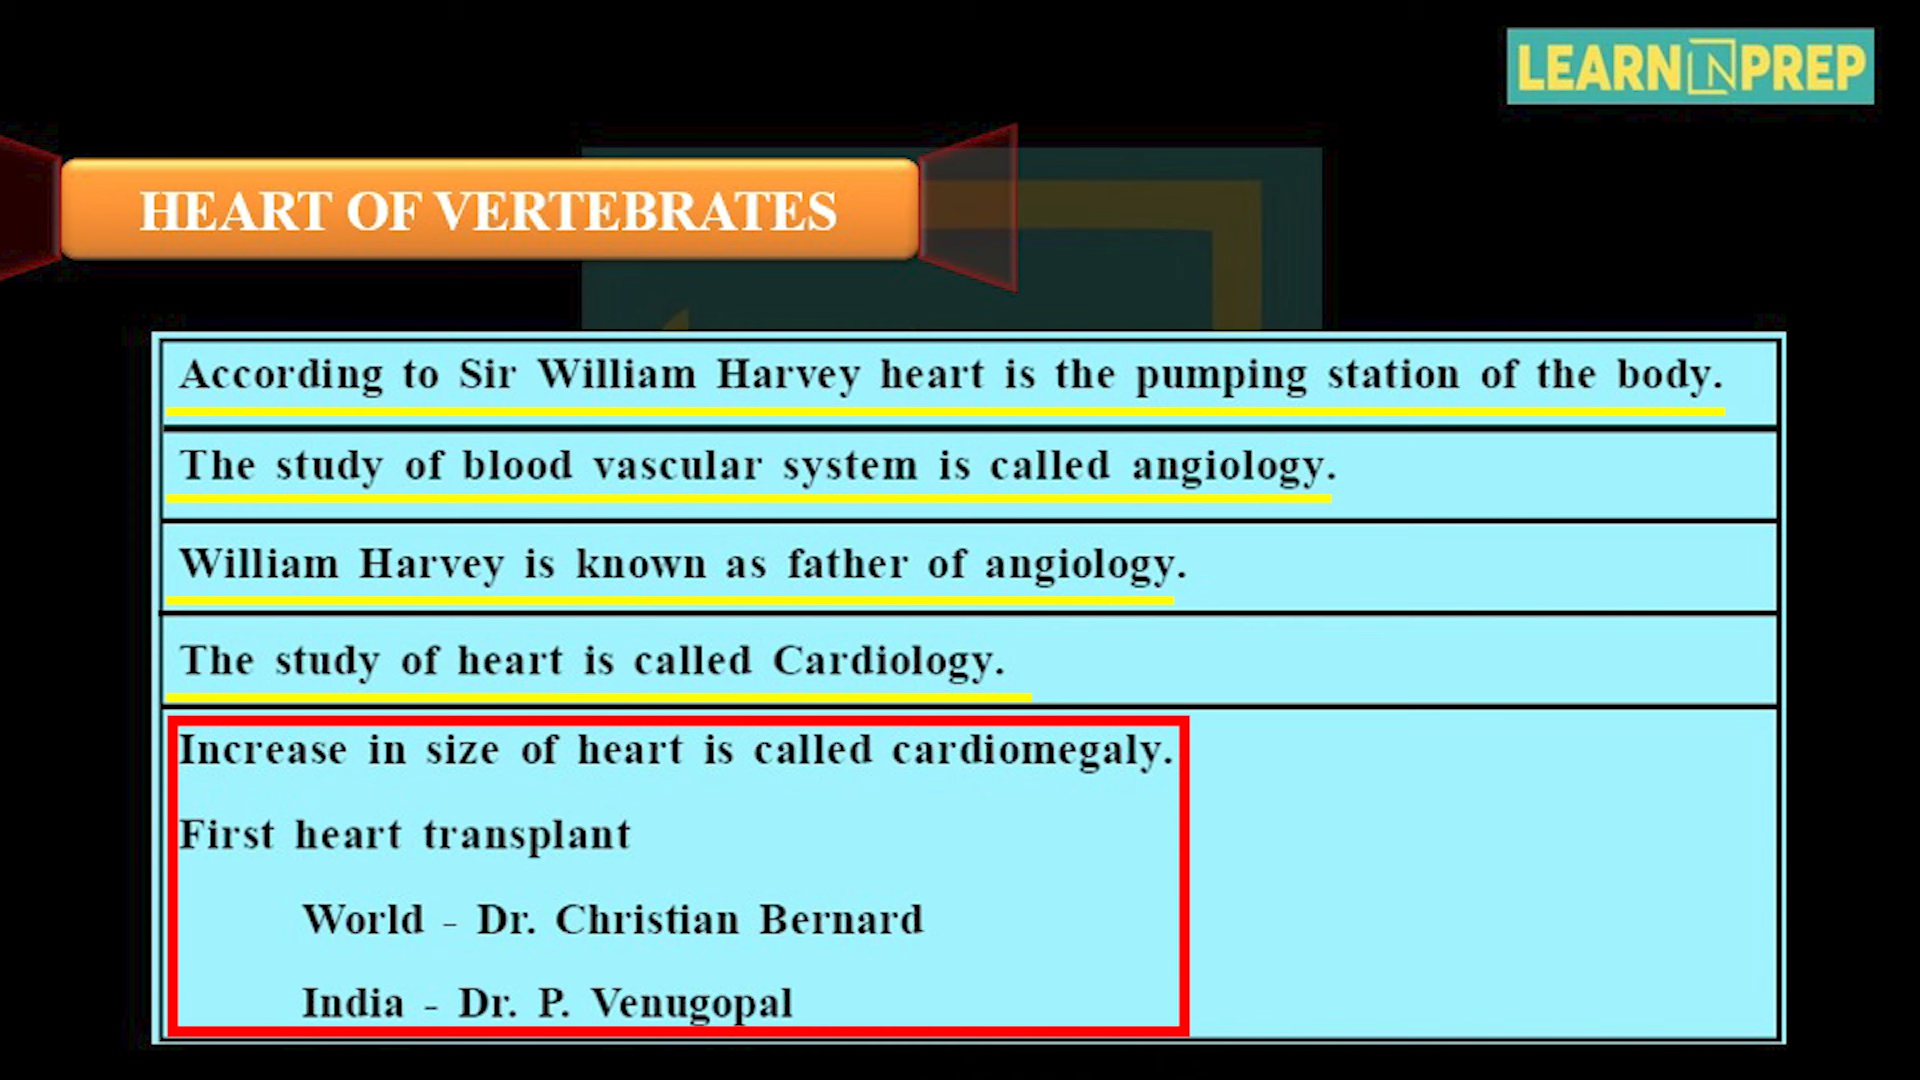 LEARN N PREP
HEART OF VERTEBRATES
According to Sir William Harvey heart is the pumping station of the body.
The study of blood vascular system is called angiology.
William Harvey is known as father of angiology.
The study of heart is called Cardiology.
Increase in size of heart is called cardiomegaly.
First heart transplant
World - Dr. Christian Bernard
India - Dr. P. Venugopal